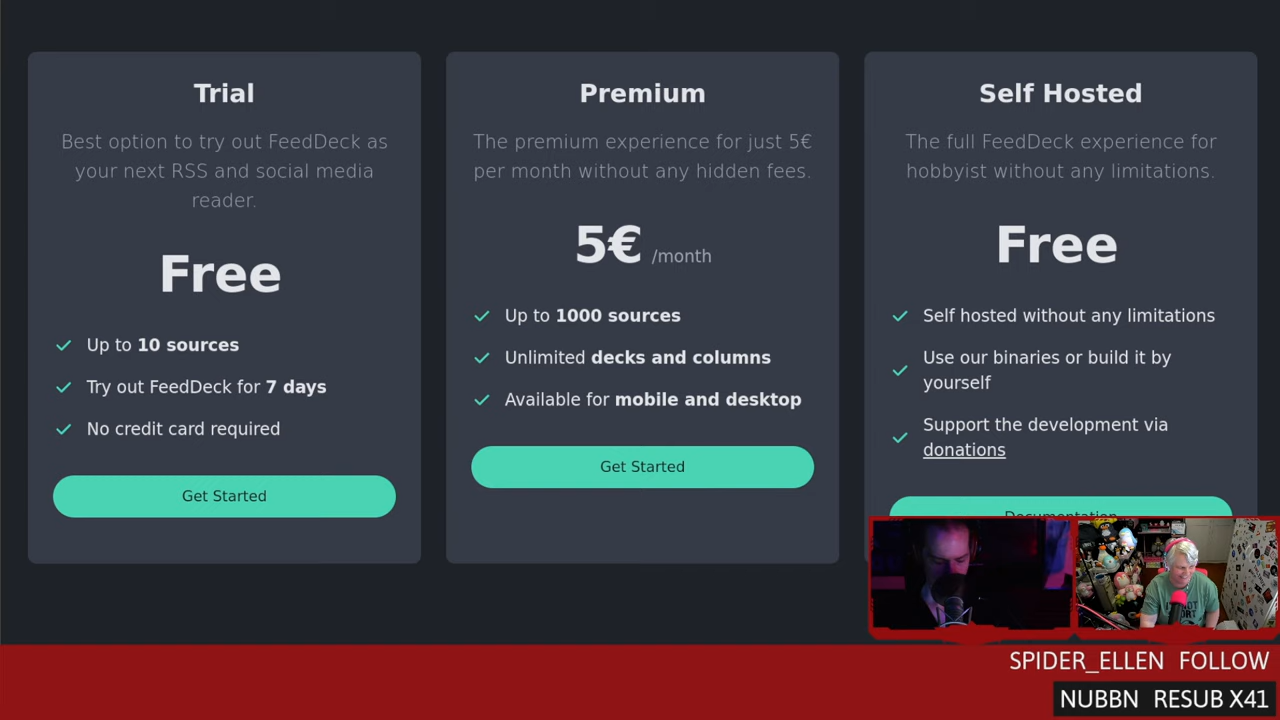 Trial
Best option to try out FeedDeck as
your next RSS and social media
reader.
Free
Up to 10 sources
Try out FeedDeck for 7 days
No credit card required
Get Started
Premium
The premium experience for just 5€
per month without any hidden fees.
5€ /month
Up to 1000 sources
Unlimited decks and columns
Available for mobile and desktop
Get Started
Self Hosted
The full FeedDeck experience for
hobbyist without any limitations.
Free
Self hosted without any limitations
Use our binaries or build it by
yourself
Support the development via
donations
Documentation
SPIDER_ELLEN FOLLOW
NUBBN RESUB X41